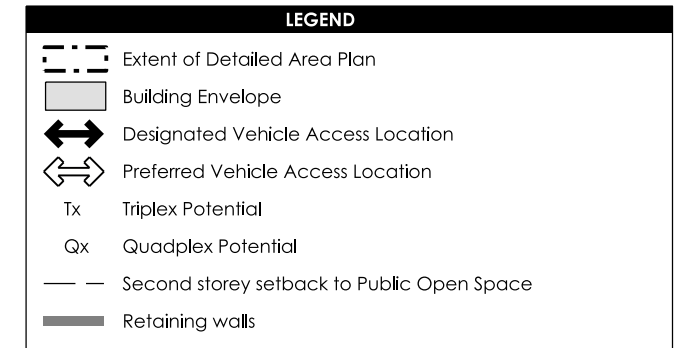 LEGEND
Extent of Detailed Area Plan
Building Envelope
Designated Vehicle Access Location
Preferred Vehicle Access Location
Tx Triplex Potential
Qx Quadplex Potential
Second storey setback to Public Open Space
Retaining walls